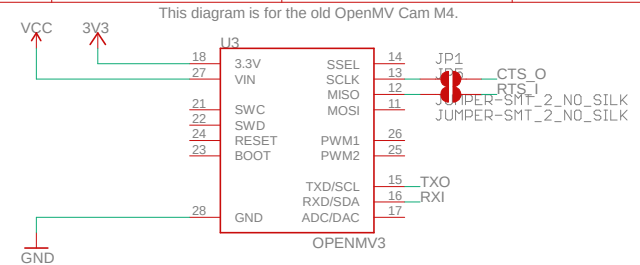 This diagram is for the old OpenMV Cam M4.
VCC
3V3
U3
18 3.3V SSEL 14
27 VIN SCLK 13
MISO 12
21 SWC MOSI 11
22 SWD
24 RESET PWM1 26
23 BOOT PWM2 25
TXD/SCL 15 TXO
RXD/SDA 16 RXI
28 GND ADC/DAC 17
JP1
CTS_O
RTS_I
JUMPER-SMT_2_NO_SILK
JUMPER-SMT_2_NO_SILK
OPENMV3
GND